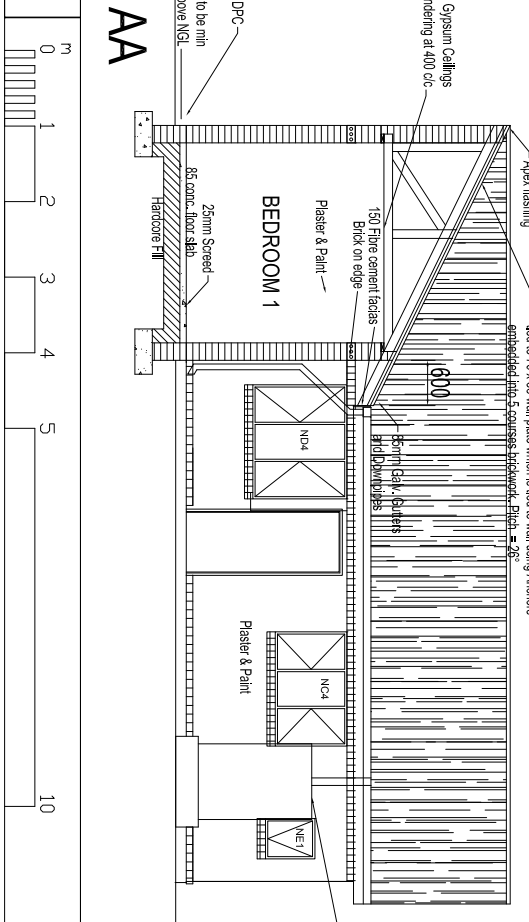 Apex flashing
embedded into 5 courses brickwork. Pitch = 26°
Gypsum Ceilings
ndering at 400 c/c
150 Fibre cement facias
Brick on edge
600
85mm Galv. Gutters
and Downpipes
Plaster & Paint
BEDROOM 1
ND4
NC4
NE1
Plaster & Paint
DPC
to be min
ove NGL
25mm Screed
85 conc. floor slab
Hardcore Fill
AA
m
0
1
2
3
4
5
10